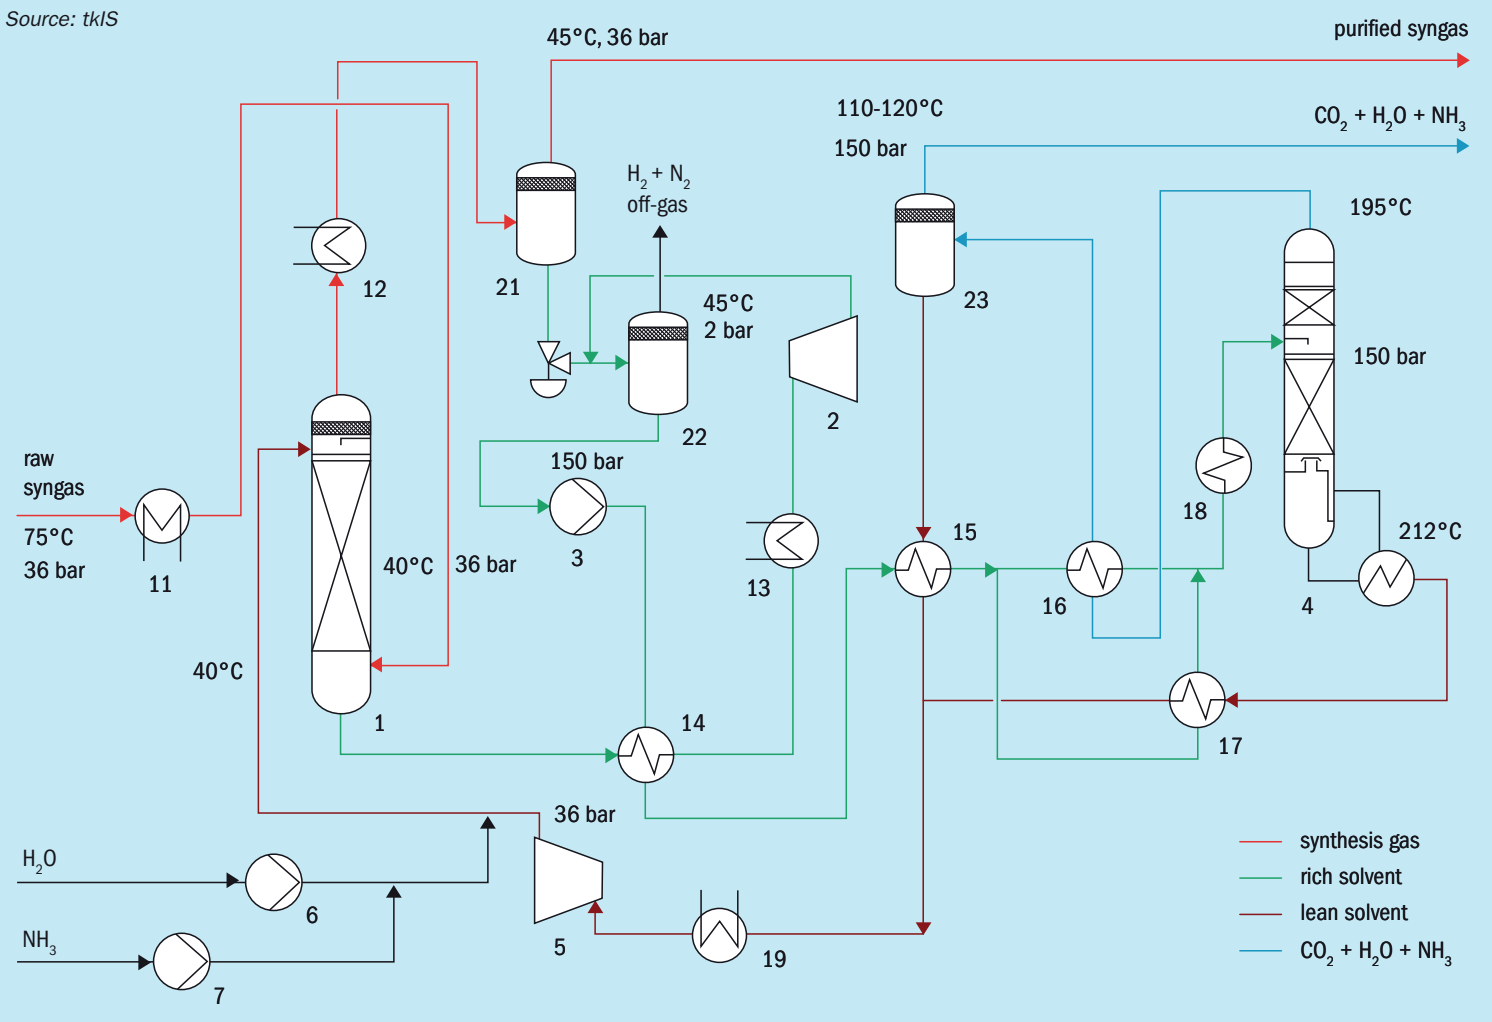 Source: tkIS
45°C, 36 bar
purified syngas
110-120°C
150 bar
CO₂ + H₂O + NH₃
H₂ + N₂
off-gas
195°C
12
21
45°C
2 bar
23
150 bar
2
22
raw
syngas
75°C
36 bar
150 bar
18
11
40°C
36 bar
3
13
15
16
212°C
4
40°C
1
14
17
36 bar
H₂O
6
NH₃
7
5
19
synthesis gas
rich solvent
lean solvent
CO₂ + H₂O + NH₃